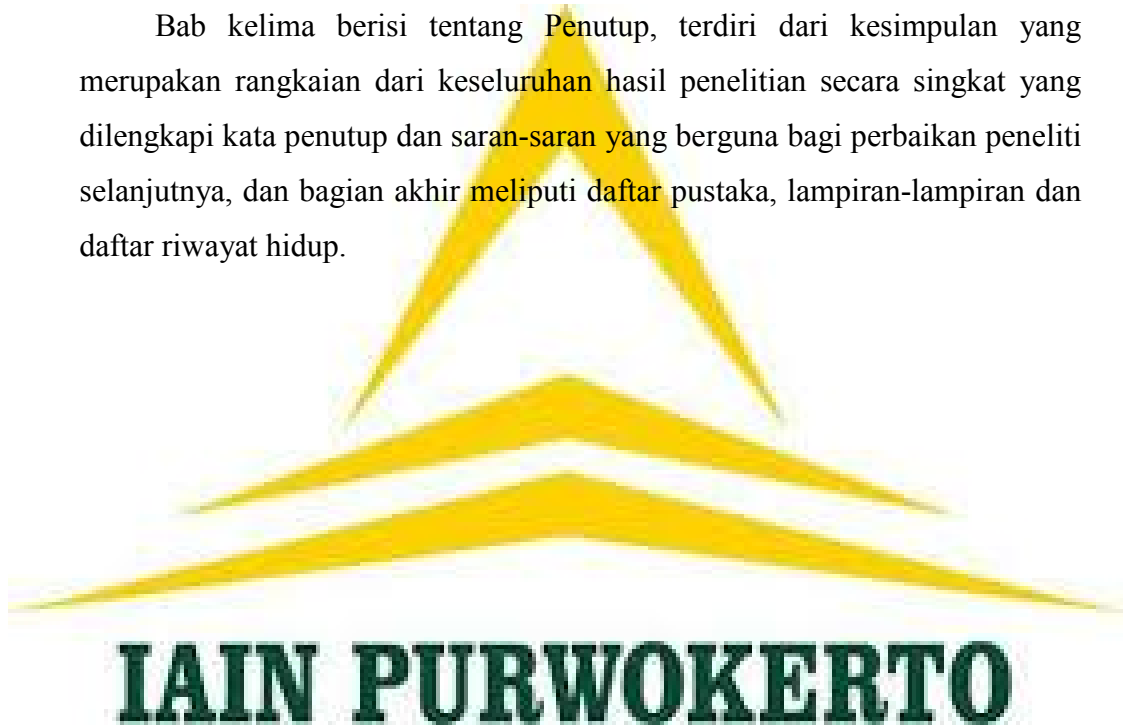 Bab kelima berisi tentang Penutup, terdiri dari kesimpulan yang
merupakan rangkaian dari keseluruhan hasil penelitian secara singkat yang
dilengkapi kata penutup dan saran-saran yang berguna bagi perbaikan peneliti
selanjutnya, dan bagian akhir meliputi daftar pustaka, lampiran-lampiran dan
daftar riwayat hidup.
IAIN PURWOKERTO